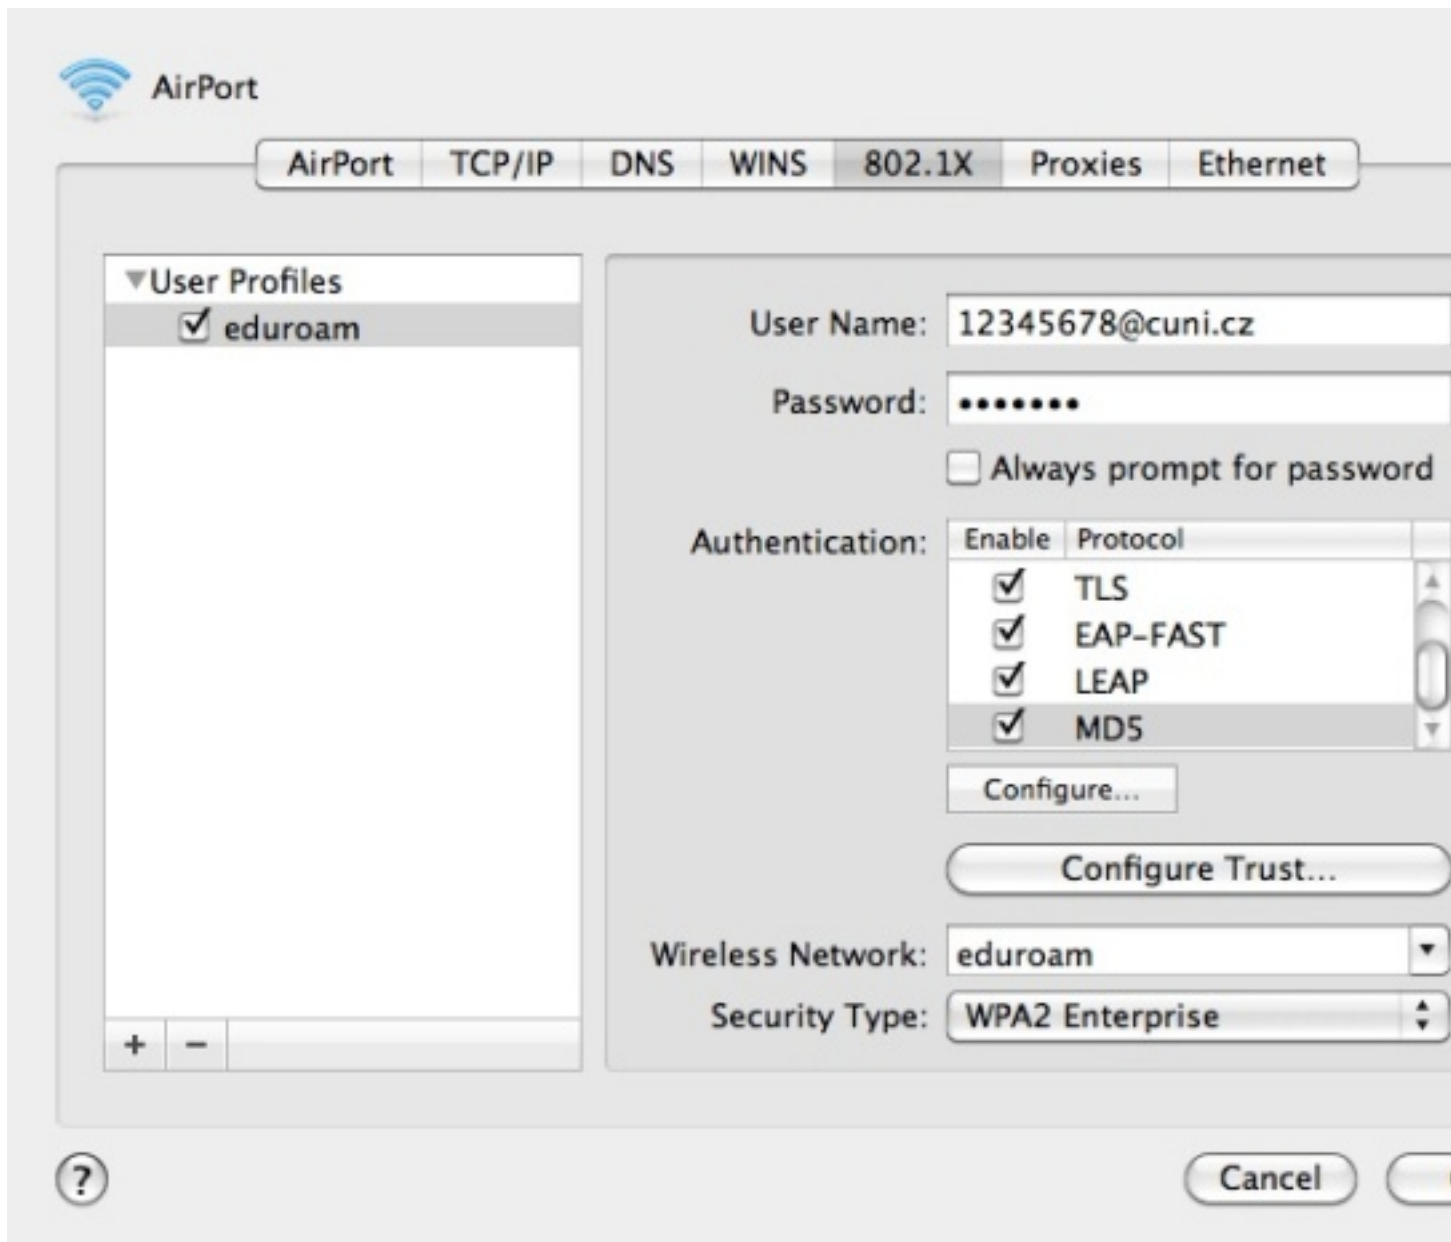 AirPort
AirPort TCP/IP DNS WINS 802.1X Proxies Ethernet
User Profiles
eduroam
User Name: 12345678@cuni.cz
Password: •••••••
Always prompt for password
Authentication: Enable Protocol
TLS
EAP-FAST
LEAP
MD5
Configure...
Configure Trust...
Wireless Network: eduroam
Security Type: WPA2 Enterprise
+ −
? Cancel